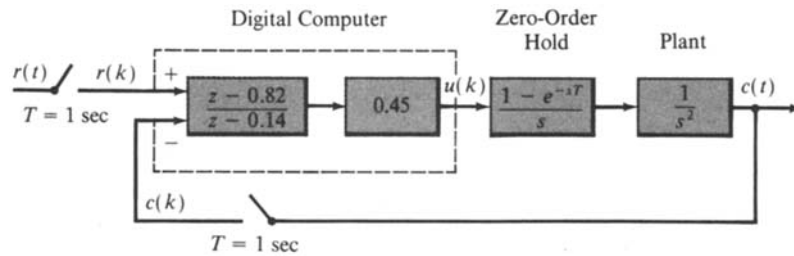 Digital Computer
Zero-Order
Hold
Plant
r(t)
r(k)
+
z − 0.82
z − 0.14
0.45
u(k)
1 − e^{−sT}
s
1
s²
c(t)
T = 1 sec
−
c(k)
T = 1 sec